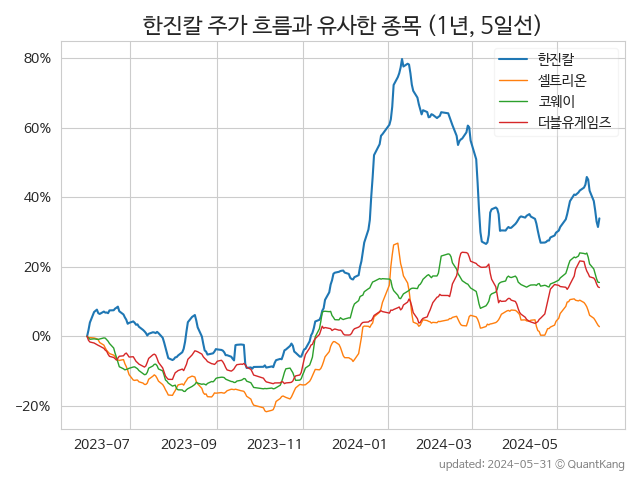 한진칼 주가 흐름과 유사한 종목 (1년, 5일선)
한진칼
셀트리온
코웨이
더블유게임즈
80%
60%
40%
20%
0%
−20%
2023-07
2023-09
2023-11
2024-01
2024-03
2024-05
updated: 2024-05-31 © QuantKang